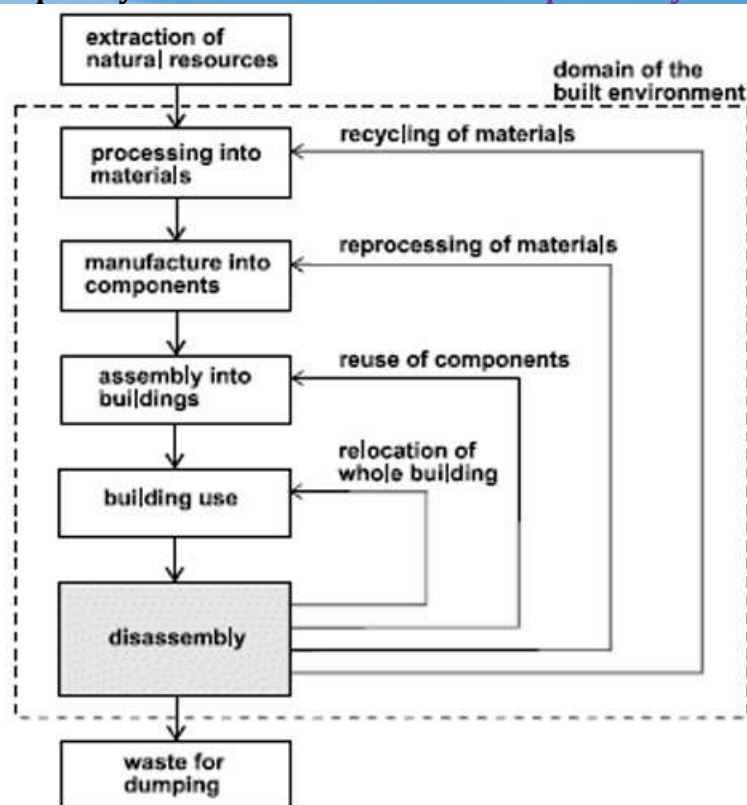 extraction of
natural resources
domain of the
built environment
recycling of materials
processing into
materials
reprocessing of materials
manufacture into
components
reuse of components
assembly into
buildings
relocation of
whole building
building use
disassembly
waste for
dumping